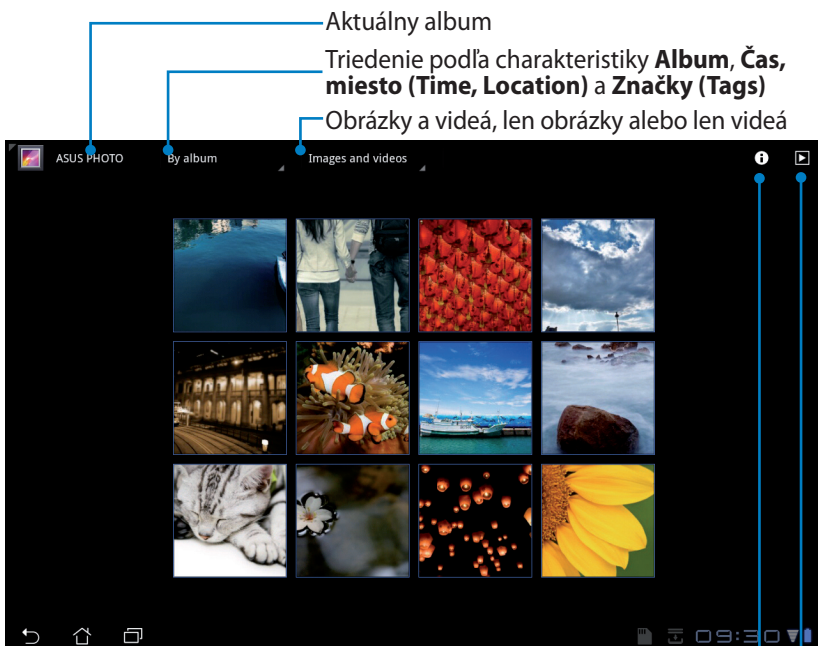 Aktuálny album
Triedenie podľa charakteristiky Album, Čas,
miesto (Time, Location) a Značky (Tags)
Obrázky a videá, len obrázky alebo len videá
ASUS PHOTO By album Images and videos
09:30